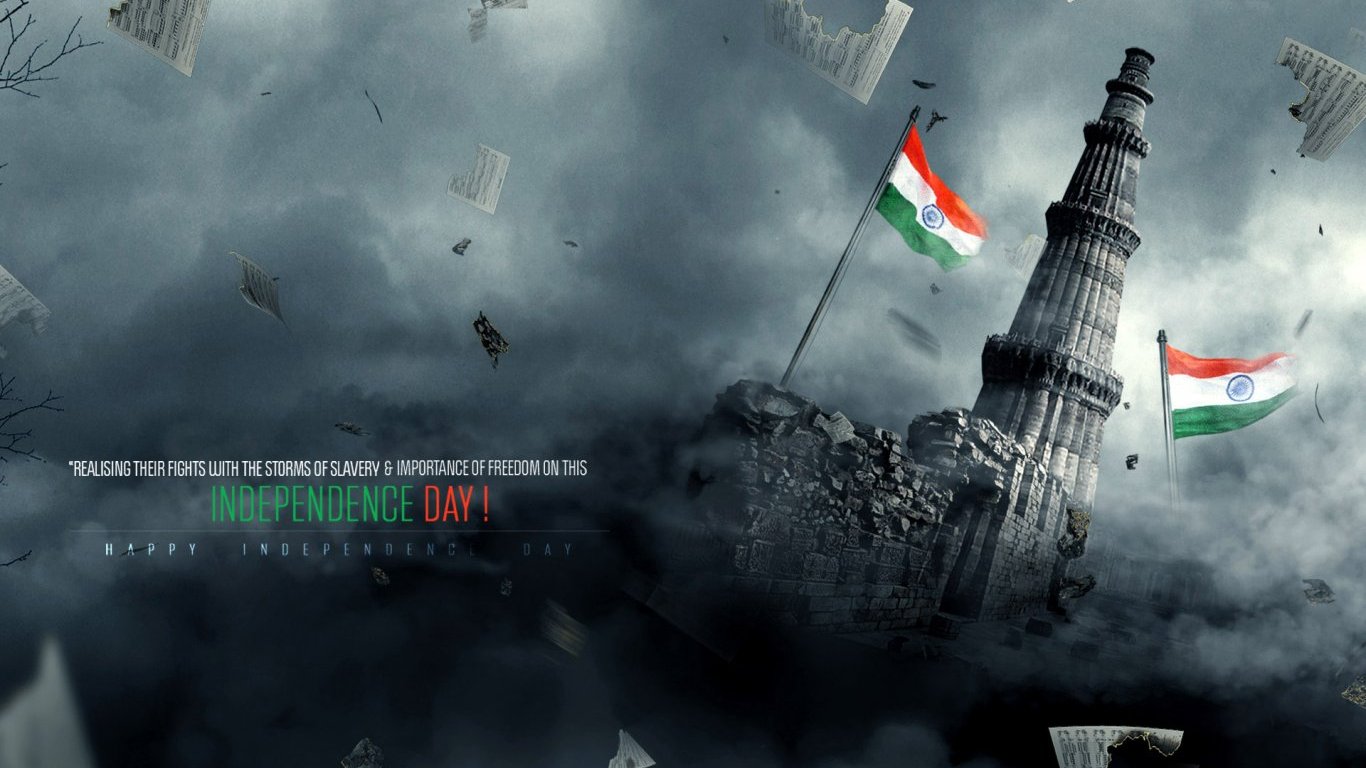 "REALISING THEIR FIGHTS WITH THE STORMS OF SLAVERY & IMPORTANCE OF FREEDOM ON THIS
INDEPENDENCE DAY !
HAPPY INDEPENDENCE DAY